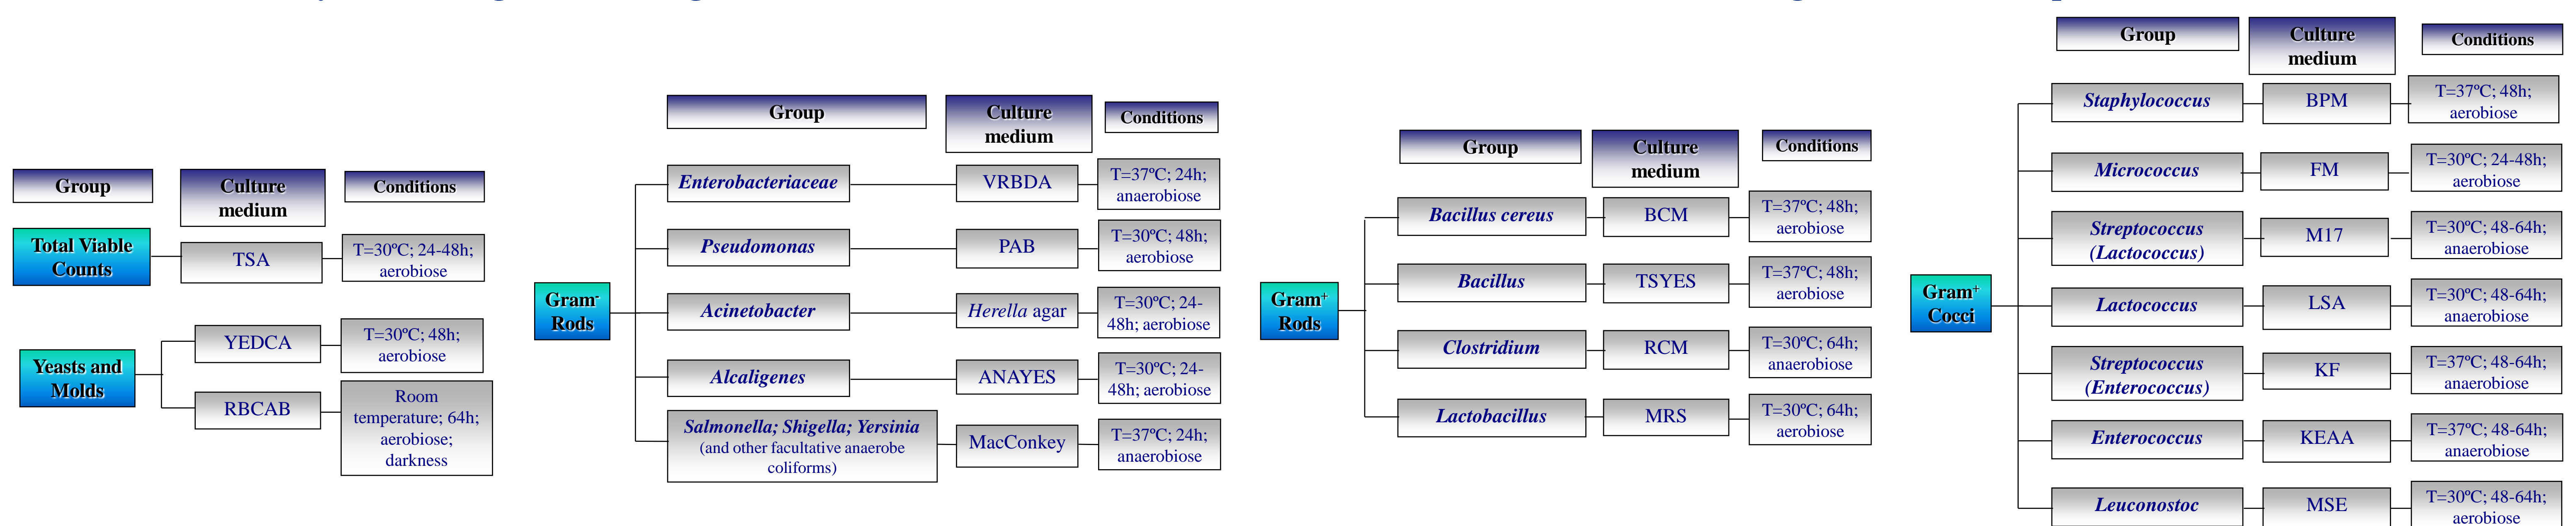 Group
Culture
medium
Conditions
Total Viable
Counts
TSA
T=30ºC; 24-48h;
aerobiose
Yeasts and
Molds
YEDCA
T=30ºC; 48h;
aerobiose
RBCAB
Room
temperature; 64h;
aerobiose;
darkness
Group
Culture
medium
Conditions
Gram-
Rods
Enterobacteriaceae
VRBDA
T=37ºC; 24h;
anaerobiose
Pseudomonas
PAB
T=30ºC; 48h;
aerobiose
Acinetobacter
Herella agar
T=30ºC; 24-
48h; aerobiose
Alcaligenes
ANAYES
T=30ºC; 24-
48h; aerobiose
Salmonella; Shigella; Yersinia
(and other facultative anaerobe
coliforms)
MacConkey
T=37ºC; 24h;
anaerobiose
Group
Culture
medium
Conditions
Gram+
Rods
Bacillus cereus
BCM
T=37ºC; 48h;
aerobiose
Bacillus
TSYES
T=37ºC; 48h;
aerobiose
Clostridium
RCM
T=30ºC; 64h;
anaerobiose
Lactobacillus
MRS
T=30ºC; 64h;
aerobiose
Group
Culture
medium
Conditions
Gram+
Cocci
Staphylococcus
BPM
T=37ºC; 48h;
aerobiose
Micrococcus
FM
T=30ºC; 24-48h;
aerobiose
Streptococcus
(Lactococcus)
M17
T=30ºC; 48-64h;
anaerobiose
Lactococcus
LSA
T=30ºC; 48-64h;
anaerobiose
Streptococcus
(Enterococcus)
KF
T=37ºC; 48-64h;
anaerobiose
Enterococcus
KEAA
T=37ºC; 48-64h;
anaerobiose
Leuconostoc
MSE
T=30ºC; 48-64h;
aerobiose